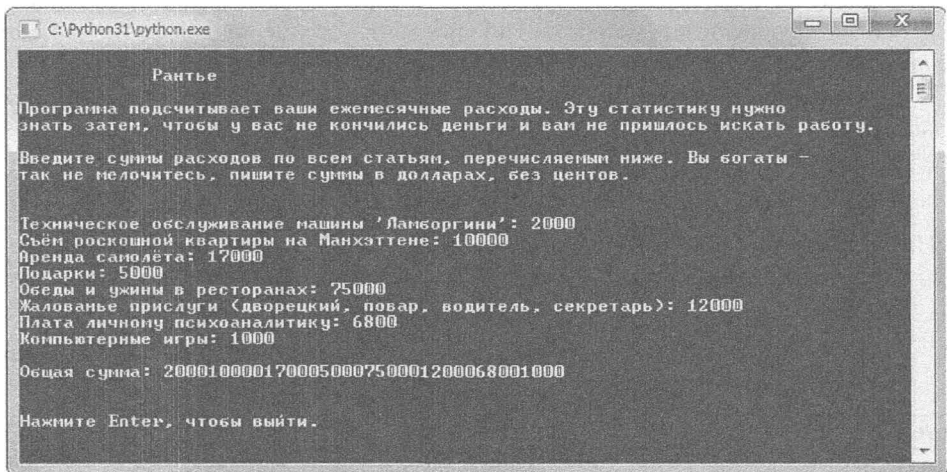 C:\Python31\python.exe
Рантье
Программа подсчитывает ваши ежемесячные расходы. Эту статистику нужно
знать затем, чтобы у вас не кончились деньги и вам не пришлось искать работу.
Введите суммы расходов по всем статьям, перечисляемым ниже. Вы богаты –
так не мелочитесь, пишите суммы в долларах, без центов.
Техническое обслуживание машины 'Ламборгини': 2000
Съём роскошной квартиры на Манхэттене: 10000
Аренда самолёта: 17000
Подарки: 5000
Обеды и ужины в ресторанах: 75000
Жалованье прислуги (дворецкий, повар, водитель, секретарь): 12000
Плата личному психоаналитику: 6800
Компьютерные игры: 1000
Общая сумма: 200010000170005000750001200068001000
Нажмите Enter, чтобы выйти.